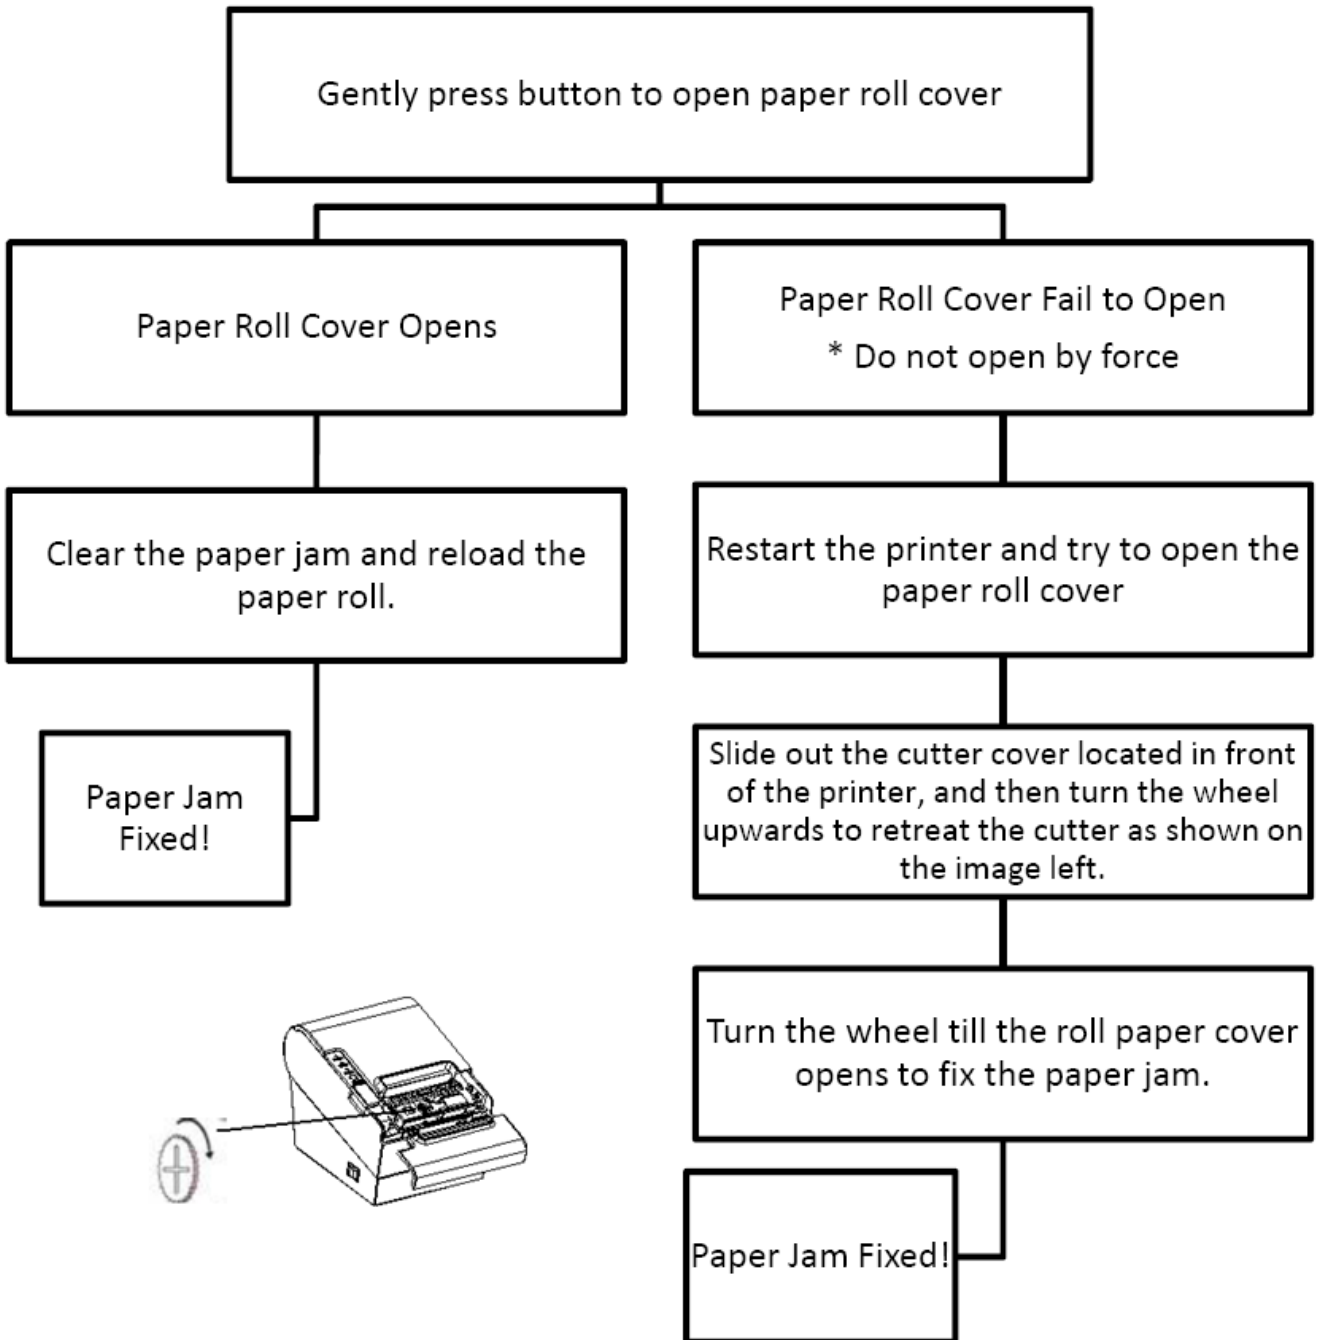 Gently press button to open paper roll cover
Paper Roll Cover Opens
Clear the paper jam and reload the
paper roll.
Paper Jam
Fixed!
Paper Roll Cover Fail to Open
* Do not open by force
Restart the printer and try to open the
paper roll cover
Slide out the cutter cover located in front
of the printer, and then turn the wheel
upwards to retreat the cutter as shown on
the image left.
Turn the wheel till the roll paper cover
opens to fix the paper jam.
Paper Jam Fixed!